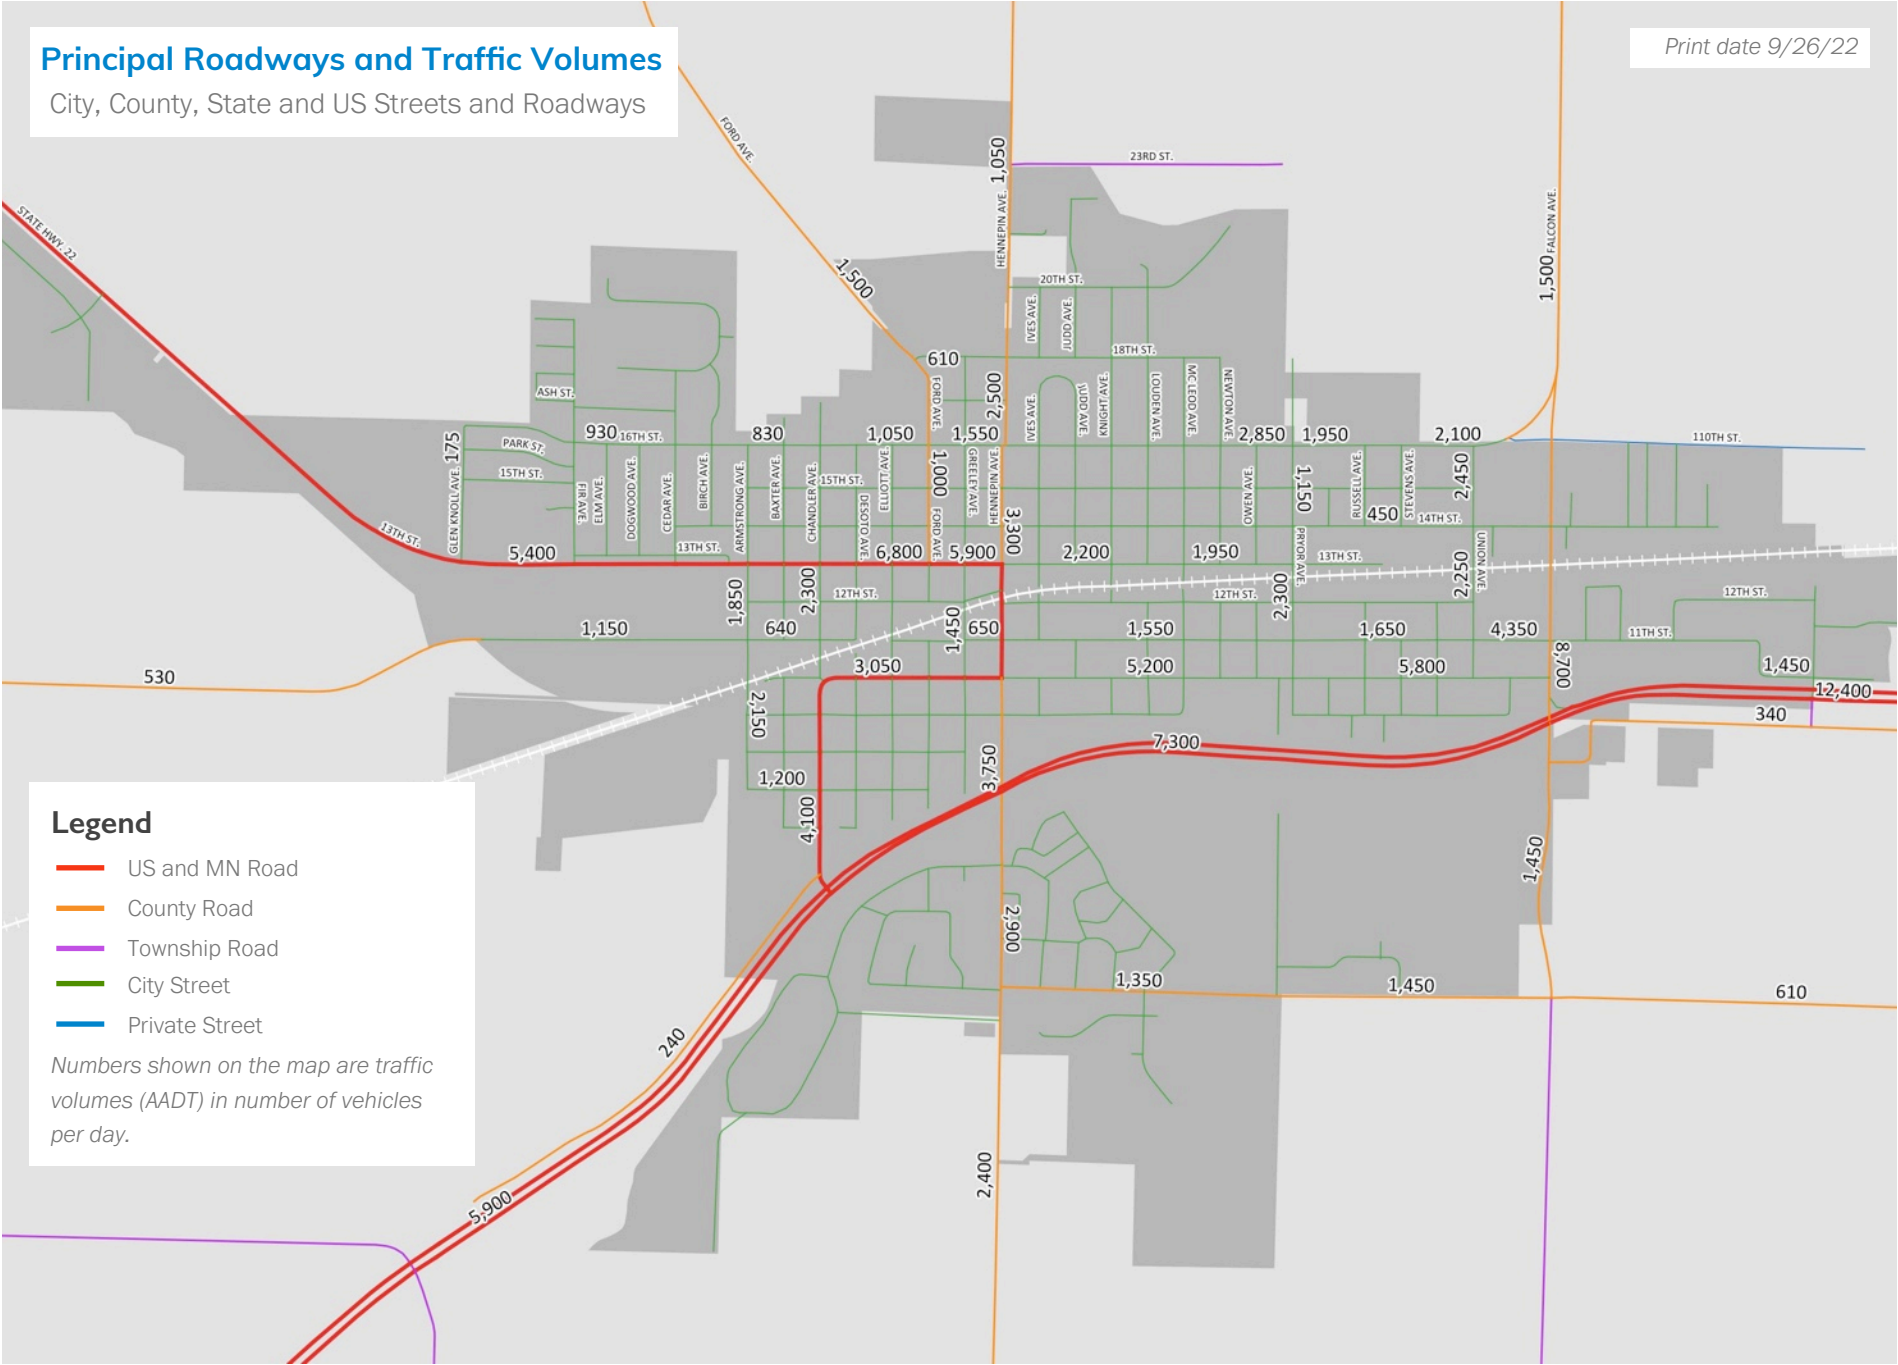 Principal Roadways and Traffic Volumes
City, County, State and US Streets and Roadways
Print date 9/26/22
FORD AVE.
1,050
23RD ST.
HENNEPIN AVE.
FALCON AVE.
1,500
STATE HWY. 22
1,500
20TH ST.
IVES AVE.
JUDD AVE.
610
18TH ST.
ASH ST.
FORD AVE.
2,500
IVES AVE.
JUDD AVE.
KNIGHT AVE.
LOUDEN AVE.
MC LEOD AVE.
NEWTON AVE.
175
930
16TH ST.
830
1,050
1,550
2,850
1,950
2,100
110TH ST.
PARK ST.
15TH ST.
GLEN KNOLL AVE.
FIR AVE.
ELM AVE.
DOGWOOD AVE.
CEDAR AVE.
BIRCH AVE.
ARMSTRONG AVE.
BAXTER AVE.
CHANDLER AVE.
15TH ST.
DESOTO AVE.
ELLIOTT AVE.
1,000
FORD AVE.
GREELEY AVE.
HENNEPIN AVE.
3,300
OWEN AVE.
1,150
RUSSELL AVE.
450
STEVENS AVE.
14TH ST.
2,450
13TH ST.
5,400
13TH ST.
6,800
5,900
2,200
1,950
PRYOR AVE.
13TH ST.
2,250
UNION AVE.
1,850
2,300
12TH ST.
12TH ST.
2,300
12TH ST.
1,150
640
1,450
650
1,550
1,650
4,350
11TH ST.
530
3,050
5,200
5,800
8,700
1,450
12,400
2,150
7,300
340
1,200
3,750
4,100
1,450
2,900
1,350
1,450
610
240
2,400
5,900
Legend
US and MN Road
County Road
Township Road
City Street
Private Street
Numbers shown on the map are traffic
volumes (AADT) in number of vehicles
per day.